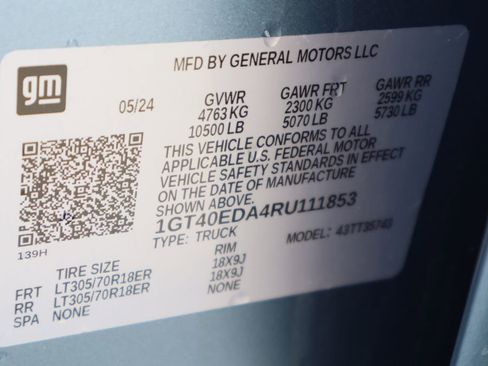 gm
MFD BY GENERAL MOTORS LLC
05/24 GVWR GAWR FRT GAWR RR
4763 KG 2300 KG 2599 KG
10500 LB 5070 LB 5730 LB
THIS VEHICLE CONFORMS TO ALL
APPLICABLE U.S. FEDERAL MOTOR
VEHICLE SAFETY STANDARDS IN EFFECT
ON THE DATE OF MANUFACTURE
SHOWN ABOVE.
1GT40EDA4RU111853
TYPE: TRUCK MODEL: 43TT35743
139H
TIRE SIZE RIM
FRT LT305/70R18ER 18X9J
RR LT305/70R18ER 18X9J
SPA NONE NONE